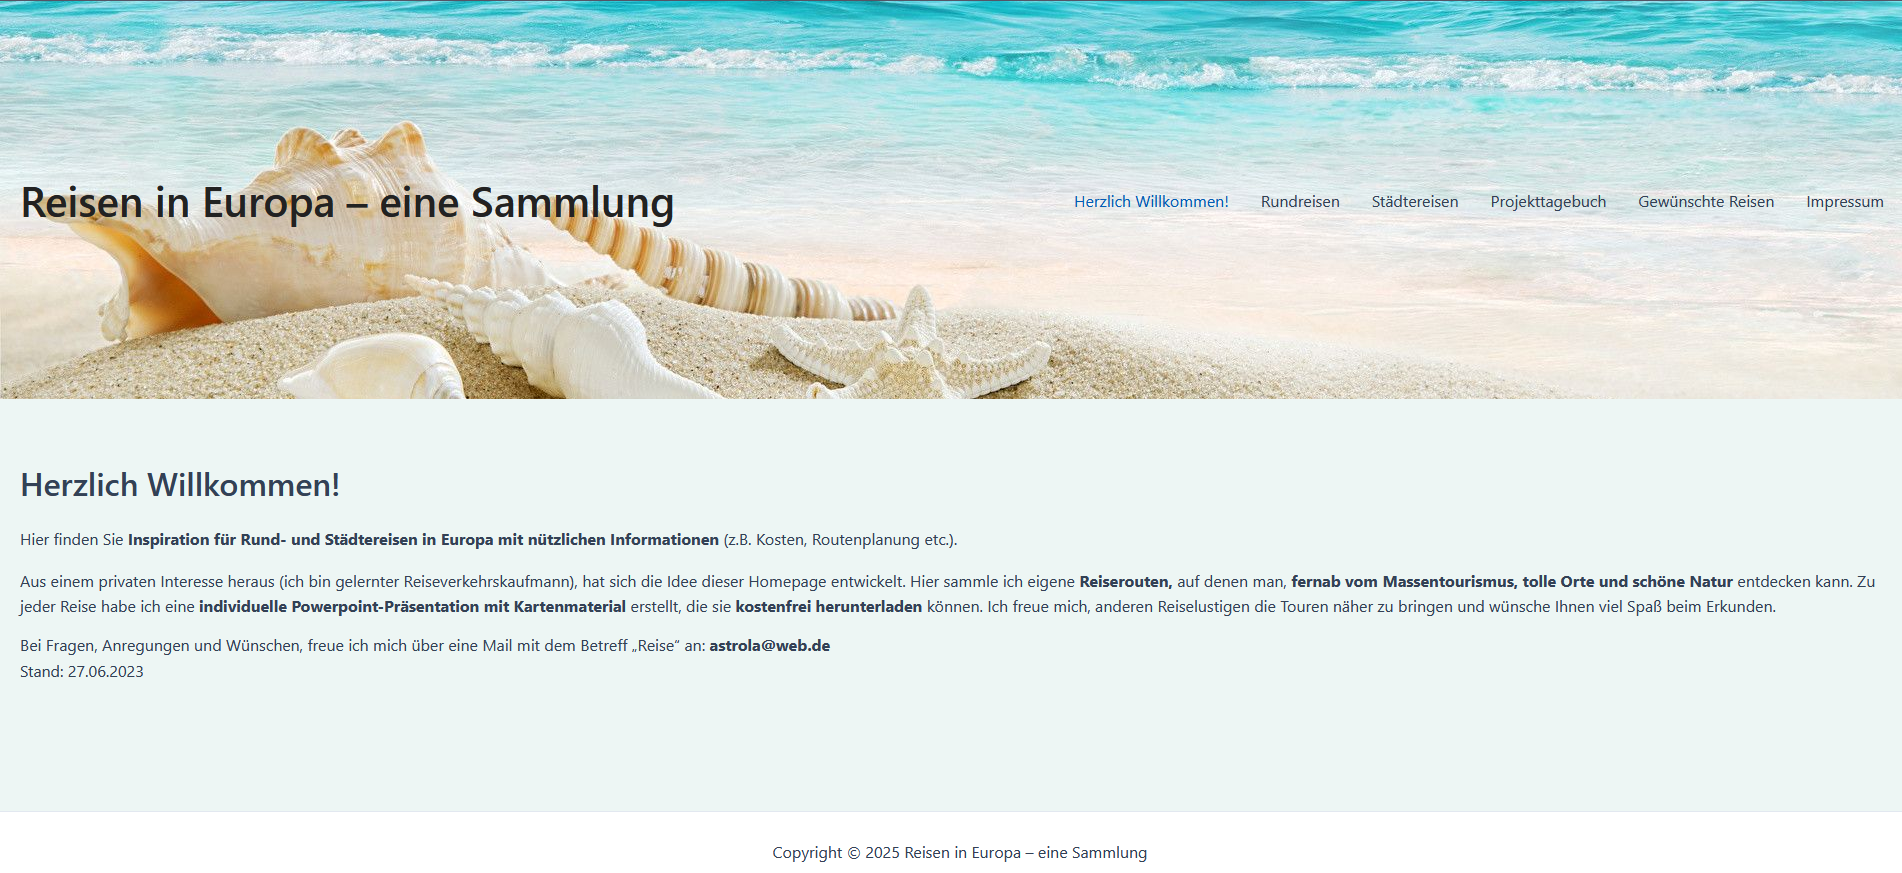 Reisen in Europa – eine Sammlung
Herzlich Willkommen! Rundreisen Städtereisen Projekttagebuch Gewünschte Reisen Impressum
Herzlich Willkommen!
Hier finden Sie Inspiration für Rund- und Städtereisen in Europa mit nützlichen Informationen (z.B. Kosten, Routenplanung etc.).
Aus einem privaten Interesse heraus (ich bin gelernter Reiseverkehrskaufmann), hat sich die Idee dieser Homepage entwickelt. Hier sammle ich eigene Reiserouten, auf denen man, fernab vom Massentourismus, tolle Orte und schöne Natur entdecken kann. Zu
jeder Reise habe ich eine individuelle Powerpoint-Präsentation mit Kartenmaterial erstellt, die sie kostenfrei herunterladen können. Ich freue mich, anderen Reiselustigen die Touren näher zu bringen und wünsche Ihnen viel Spaß beim Erkunden.
Bei Fragen, Anregungen und Wünschen, freue ich mich über eine Mail mit dem Betreff „Reise“ an: astrola@web.de
Stand: 27.06.2023
Copyright © 2025 Reisen in Europa – eine Sammlung